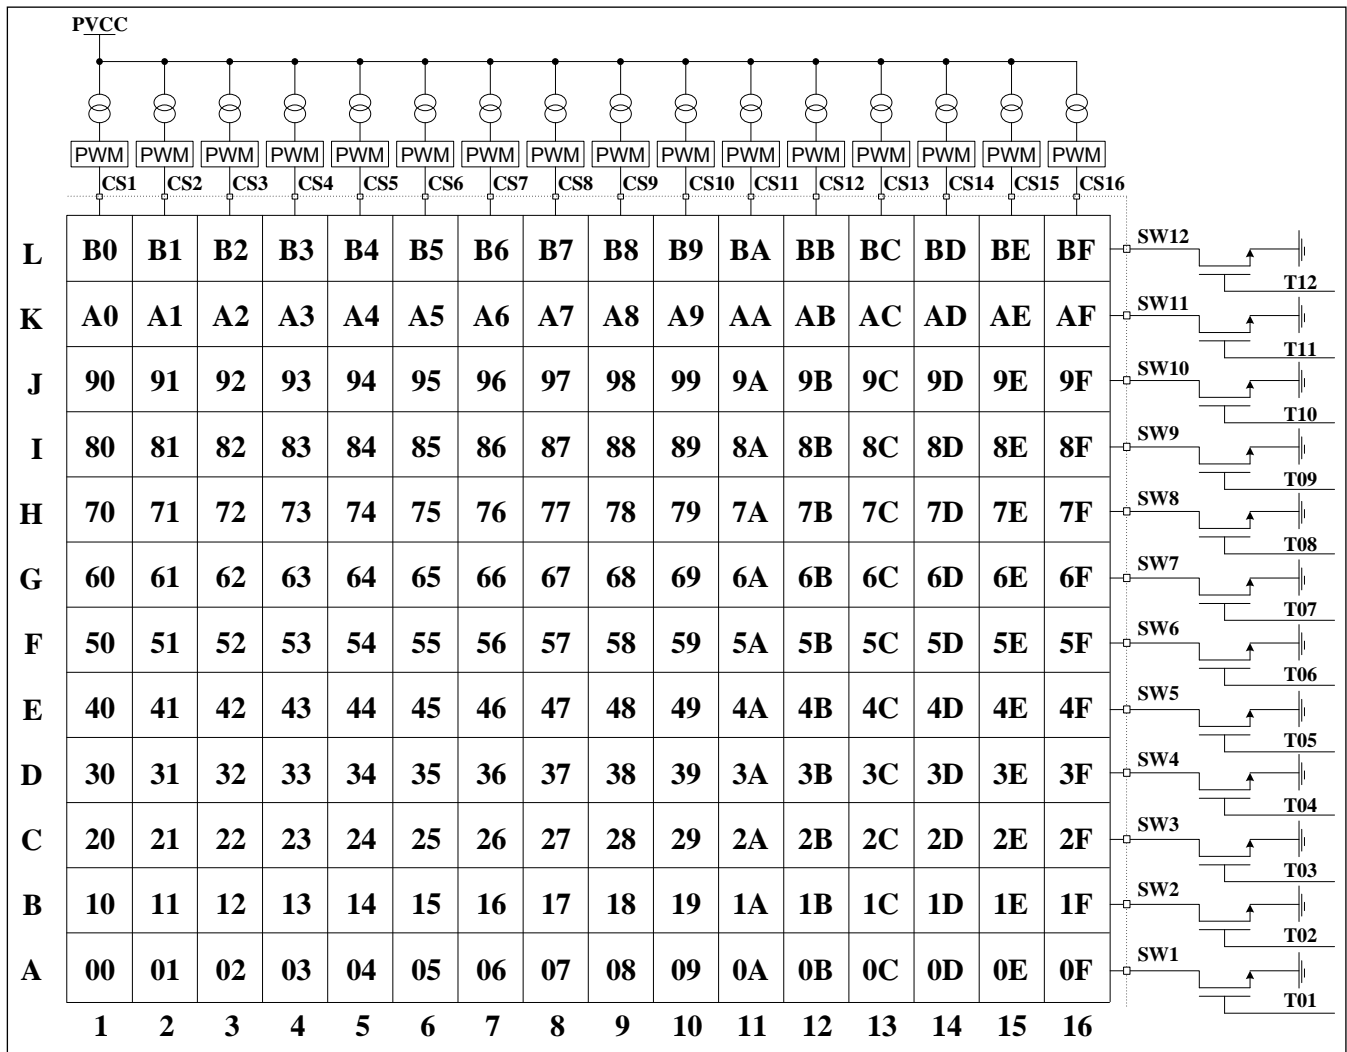 PVCC
PWM PWM PWM PWM PWM PWM PWM PWM PWM PWM PWM PWM PWM PWM PWM PWM
CS1 CS2 CS3 CS4 CS5 CS6 CS7 CS8 CS9 CS10 CS11 CS12 CS13 CS14 CS15 CS16
L B0 B1 B2 B3 B4 B5 B6 B7 B8 B9 BA BB BC BD BE BF SW12
T12
K A0 A1 A2 A3 A4 A5 A6 A7 A8 A9 AA AB AC AD AE AF SW11
T11
J 90 91 92 93 94 95 96 97 98 99 9A 9B 9C 9D 9E 9F SW10
T10
I 80 81 82 83 84 85 86 87 88 89 8A 8B 8C 8D 8E 8F SW9
T09
H 70 71 72 73 74 75 76 77 78 79 7A 7B 7C 7D 7E 7F SW8
T08
G 60 61 62 63 64 65 66 67 68 69 6A 6B 6C 6D 6E 6F SW7
T07
F 50 51 52 53 54 55 56 57 58 59 5A 5B 5C 5D 5E 5F SW6
T06
E 40 41 42 43 44 45 46 47 48 49 4A 4B 4C 4D 4E 4F SW5
T05
D 30 31 32 33 34 35 36 37 38 39 3A 3B 3C 3D 3E 3F SW4
T04
C 20 21 22 23 24 25 26 27 28 29 2A 2B 2C 2D 2E 2F SW3
T03
B 10 11 12 13 14 15 16 17 18 19 1A 1B 1C 1D 1E 1F SW2
T02
A 00 01 02 03 04 05 06 07 08 09 0A 0B 0C 0D 0E 0F SW1
T01
1 2 3 4 5 6 7 8 9 10 11 12 13 14 15 16